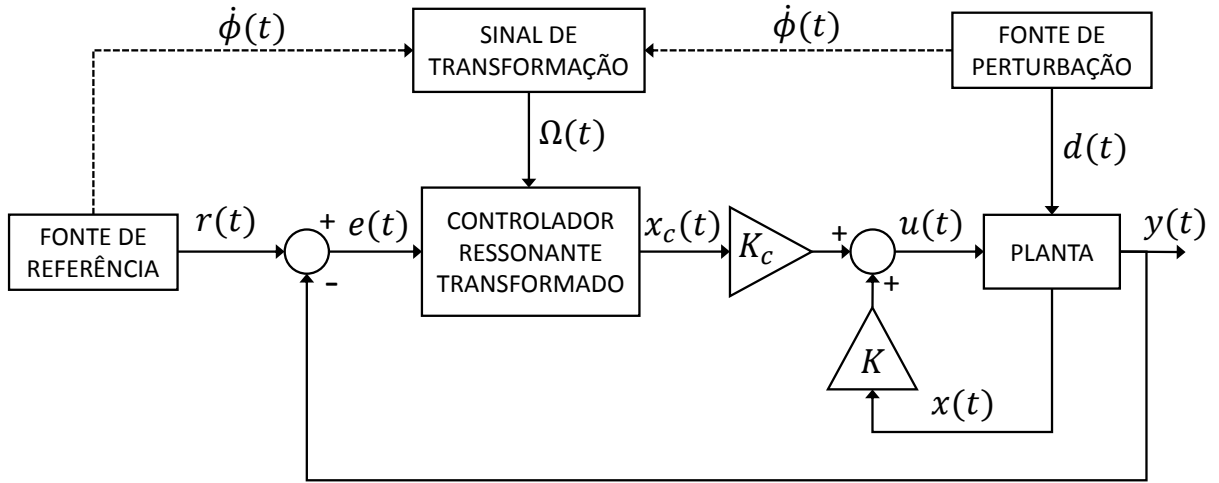 ϕ̇(t)
SINAL DE
TRANSFORMAÇÃO
ϕ̇(t)
FONTE DE
PERTURBAÇÃO
Ω(t)
d(t)
FONTE DE
REFERÊNCIA
r(t)
+
-
e(t)
CONTROLADOR
RESSONANTE
TRANSFORMADO
x_c(t)
K_c
+
+
u(t)
PLANTA
y(t)
K
x(t)